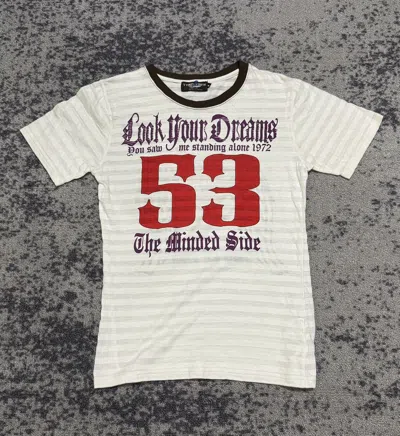 Look Your Dreams
You saw me standing alone 1972
53
The Minded Side